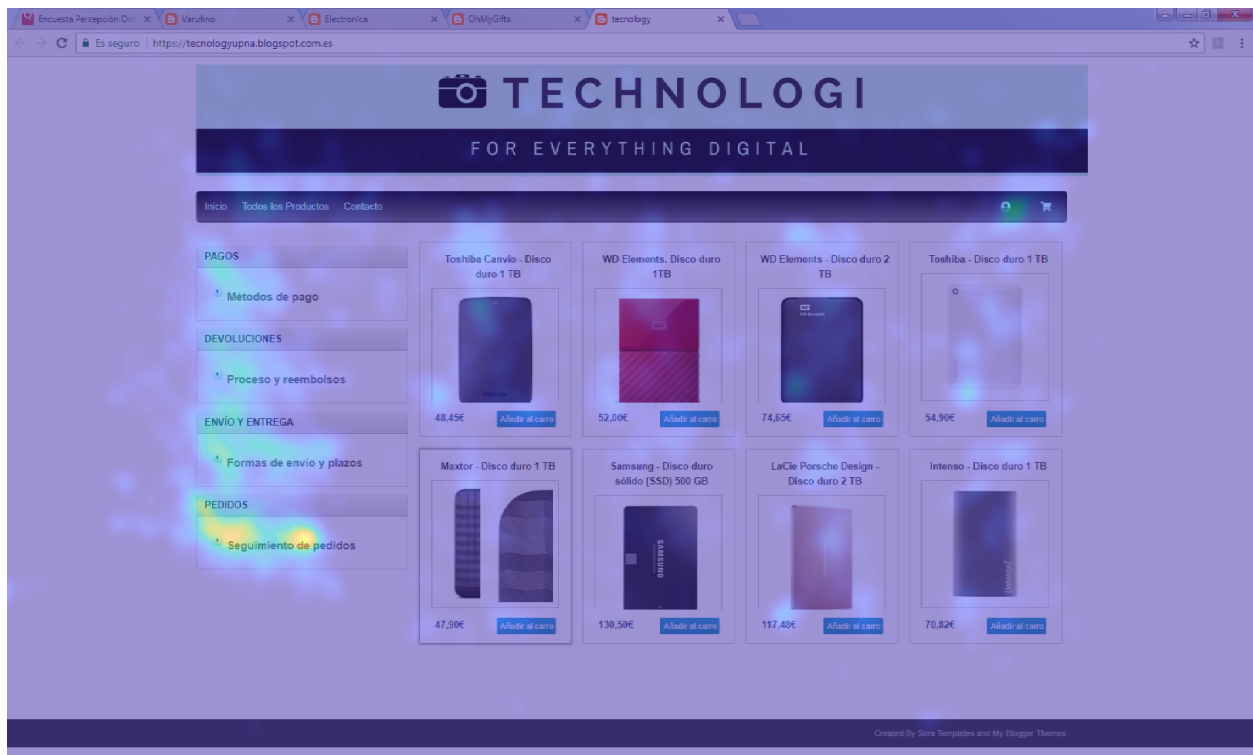 Encuesta Percepción Onli
Varufino
Electronica
OhMyGifts
tecnology
Es seguro
https://tecnologyupna.blogspot.com.es
TECHNOLOGI
FOR EVERYTHING DIGITAL
Inicio Todos los Productos Contacto
PAGOS
Métodos de pago
DEVOLUCIONES
Proceso y reembolsos
ENVÍO Y ENTREGA
Formas de envio y plazos
PEDIDOS
Seguimiento de pedidos
Toshiba Canvio - Disco
duro 1 TB
48,45€ Añadir al carro
WD Elements. Disco duro
1TB
52,00€ Añadir al carro
WD Elements - Disco duro 2
TB
WD
WD Elements
74,65€ Añadir al carro
Toshiba - Disco duro 1 TB
54,90€ Añadir al carro
Maxtor - Disco duro 1 TB
47,90€ Añadir al carro
Samsung - Disco duro
sólido (SSD) 500 GB
SAMSUNG
130,50€ Añadir al carro
LaCie Porsche Design -
Disco duro 2 TB
117,48€ Añadir al carro
Intenso - Disco duro 1 TB
Intenso
70,82€ Añadir al carro
Created By Sora Templates and My Blogger Themes